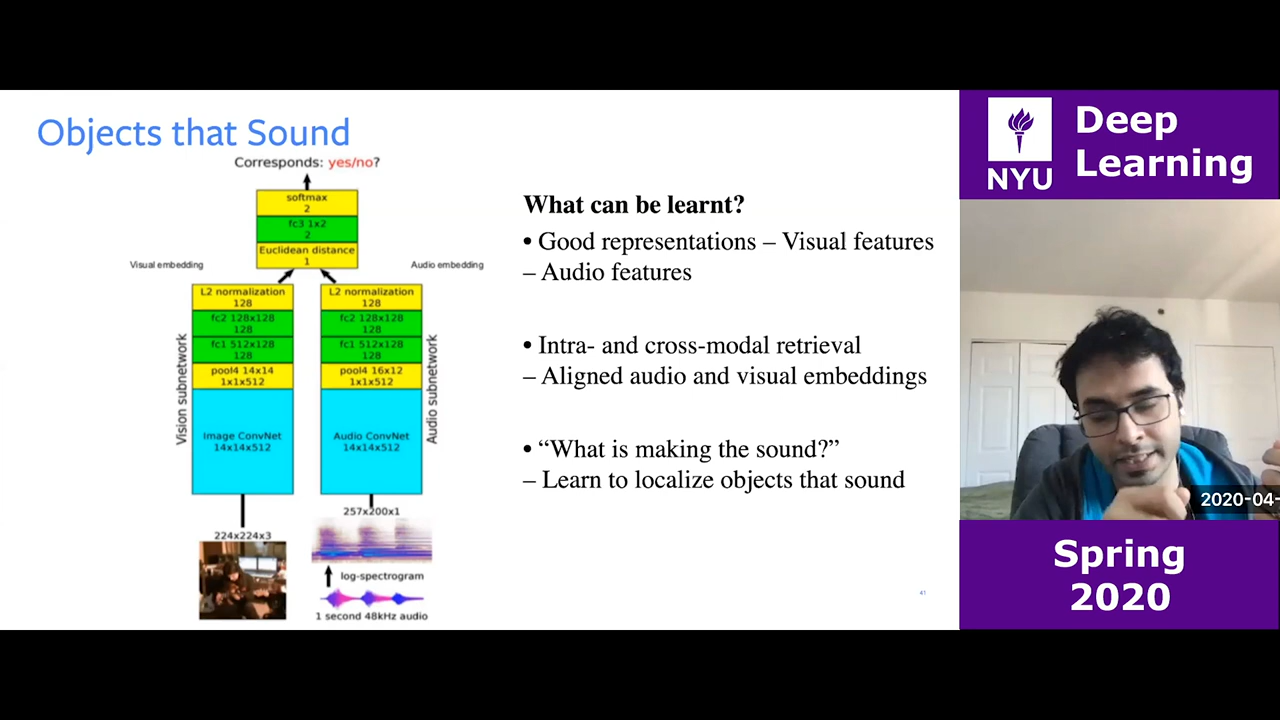 Objects that Sound
Corresponds: yes/no?
softmax
2
fc3 1x2
2
Euclidean distance
1
Visual embedding
Audio embedding
L2 normalization
128
fc2 128x128
128
fc1 512x128
128
pool4 14x14
1x1x512
Image ConvNet
14x14x512
Vision subnetwork
L2 normalization
128
fc2 128x128
128
fc1 512x128
128
pool4 16x12
1x1x512
Audio ConvNet
14x14x512
Audio subnetwork
224x224x3
257x200x1
log-spectrogram
1 second 48kHz audio
What can be learnt?
• Good representations – Visual features
– Audio features
• Intra- and cross-modal retrieval
– Aligned audio and visual embeddings
• “What is making the sound?”
– Learn to localize objects that sound
41
NYU
Deep
Learning
2020-04-
Spring
2020